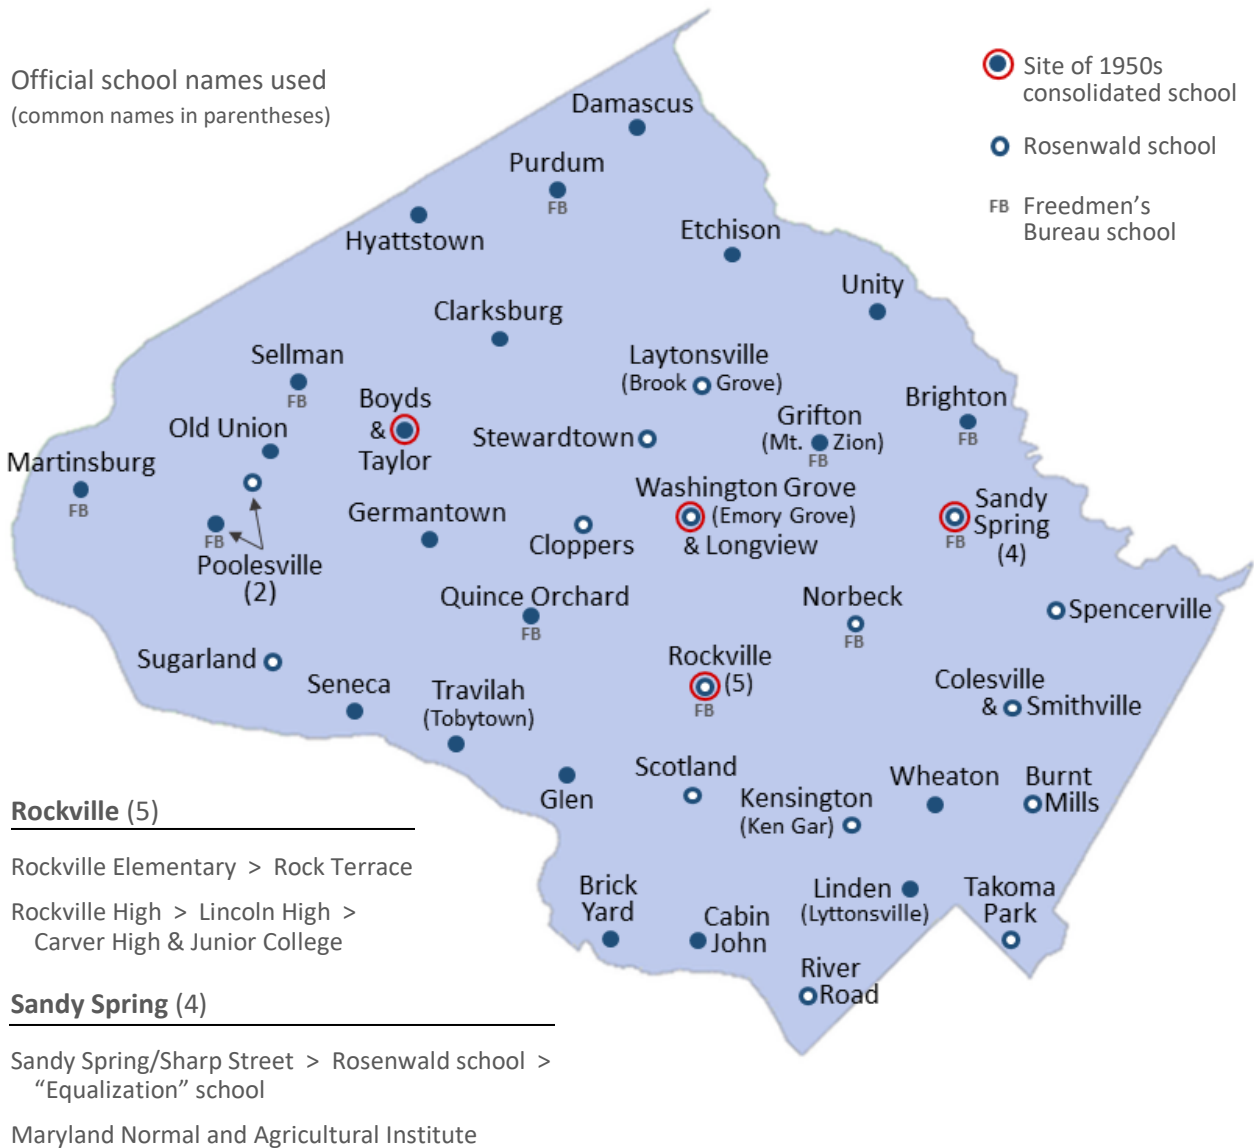 Official school names used
(common names in parentheses)
Site of 1950s
consolidated school
Rosenwald school
FB Freedmen's
Bureau school
Damascus
Purdum
FB
Hyattstown
Etchison
Unity
Clarksburg
Sellman
FB
Laytonsville
(Brook Grove)
Boyds
&
Taylor
Old Union
Stewardtown
Grifton
(Mt. Zion)
FB
Brighton
FB
Martinsburg
FB
Washington Grove
(Emory Grove)
& Longview
Sandy
Spring
FB
(4)
Germantown
Cloppers
FB
Poolesville
(2)
Quince Orchard
FB
Norbeck
FB
Spencerville
Sugarland
Rockville
(5)
FB
Seneca
Travilah
(Tobytown)
Colesville
& Smithville
Glen
Scotland
Kensington
(Ken Gar)
Wheaton
Burnt
Mills
Brick
Yard
Cabin
John
Linden
(Lyttonsville)
Takoma
Park
River
Road
Rockville (5)
Rockville Elementary > Rock Terrace
Rockville High > Lincoln High >
Carver High & Junior College
Sandy Spring (4)
Sandy Spring/Sharp Street > Rosenwald school >
“Equalization” school
Maryland Normal and Agricultural Institute